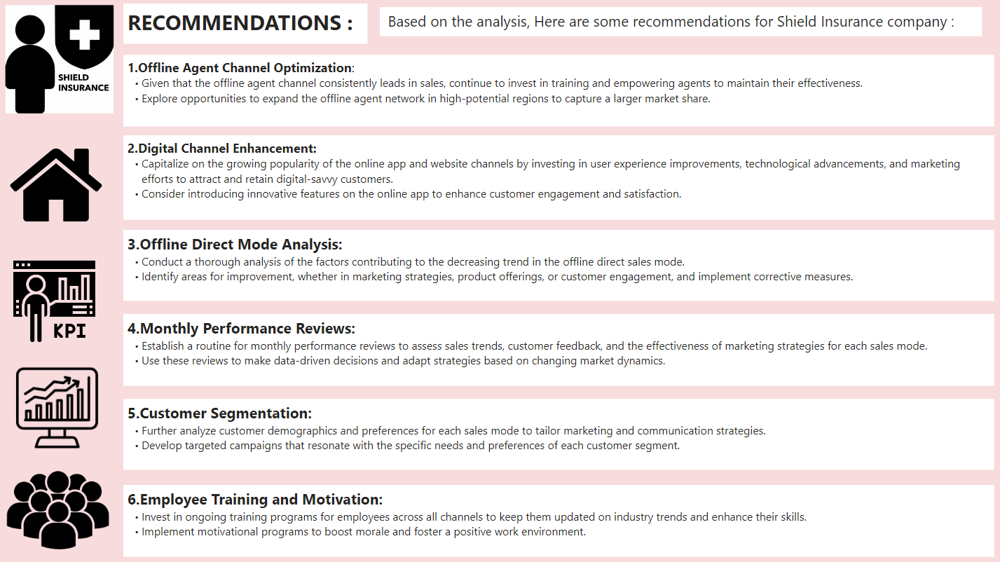 SHIELD
INSURANCE
RECOMMENDATIONS :
Based on the analysis, Here are some recommendations for Shield Insurance company :
1.Offline Agent Channel Optimization:
• Given that the offline agent channel consistently leads in sales, continue to invest in training and empowering agents to maintain their effectiveness.
• Explore opportunities to expand the offline agent network in high-potential regions to capture a larger market share.
2.Digital Channel Enhancement:
• Capitalize on the growing popularity of the online app and website channels by investing in user experience improvements, technological advancements, and marketing
efforts to attract and retain digital-savvy customers.
• Consider introducing innovative features on the online app to enhance customer engagement and satisfaction.
3.Offline Direct Mode Analysis:
• Conduct a thorough analysis of the factors contributing to the decreasing trend in the offline direct sales mode.
• Identify areas for improvement, whether in marketing strategies, product offerings, or customer engagement, and implement corrective measures.
KPI
4.Monthly Performance Reviews:
• Establish a routine for monthly performance reviews to assess sales trends, customer feedback, and the effectiveness of marketing strategies for each sales mode.
• Use these reviews to make data-driven decisions and adapt strategies based on changing market dynamics.
5.Customer Segmentation:
• Further analyze customer demographics and preferences for each sales mode to tailor marketing and communication strategies.
• Develop targeted campaigns that resonate with the specific needs and preferences of each customer segment.
6.Employee Training and Motivation:
• Invest in ongoing training programs for employees across all channels to keep them updated on industry trends and enhance their skills.
• Implement motivational programs to boost morale and foster a positive work environment.